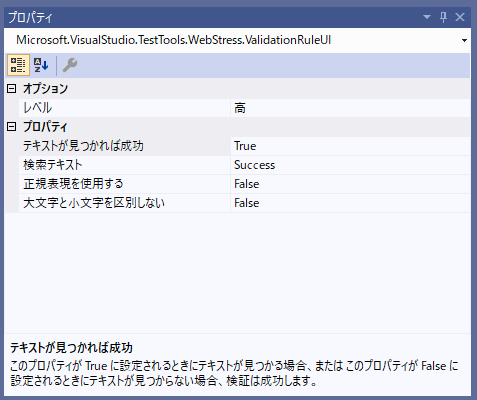 プロパティ
Microsoft.VisualStudio.TestTools.WebStress.ValidationRuleUI
オプション
レベル 高
プロパティ
テキストが見つかれば成功 True
検索テキスト Success
正規表現を使用する False
大文字と小文字を区別しない False
テキストが見つかれば成功
このプロパティが True に設定されるときにテキストが見つかる場合、または このプロパティが False に
設定されるときにテキストが見つからない場合、検証は成功します。